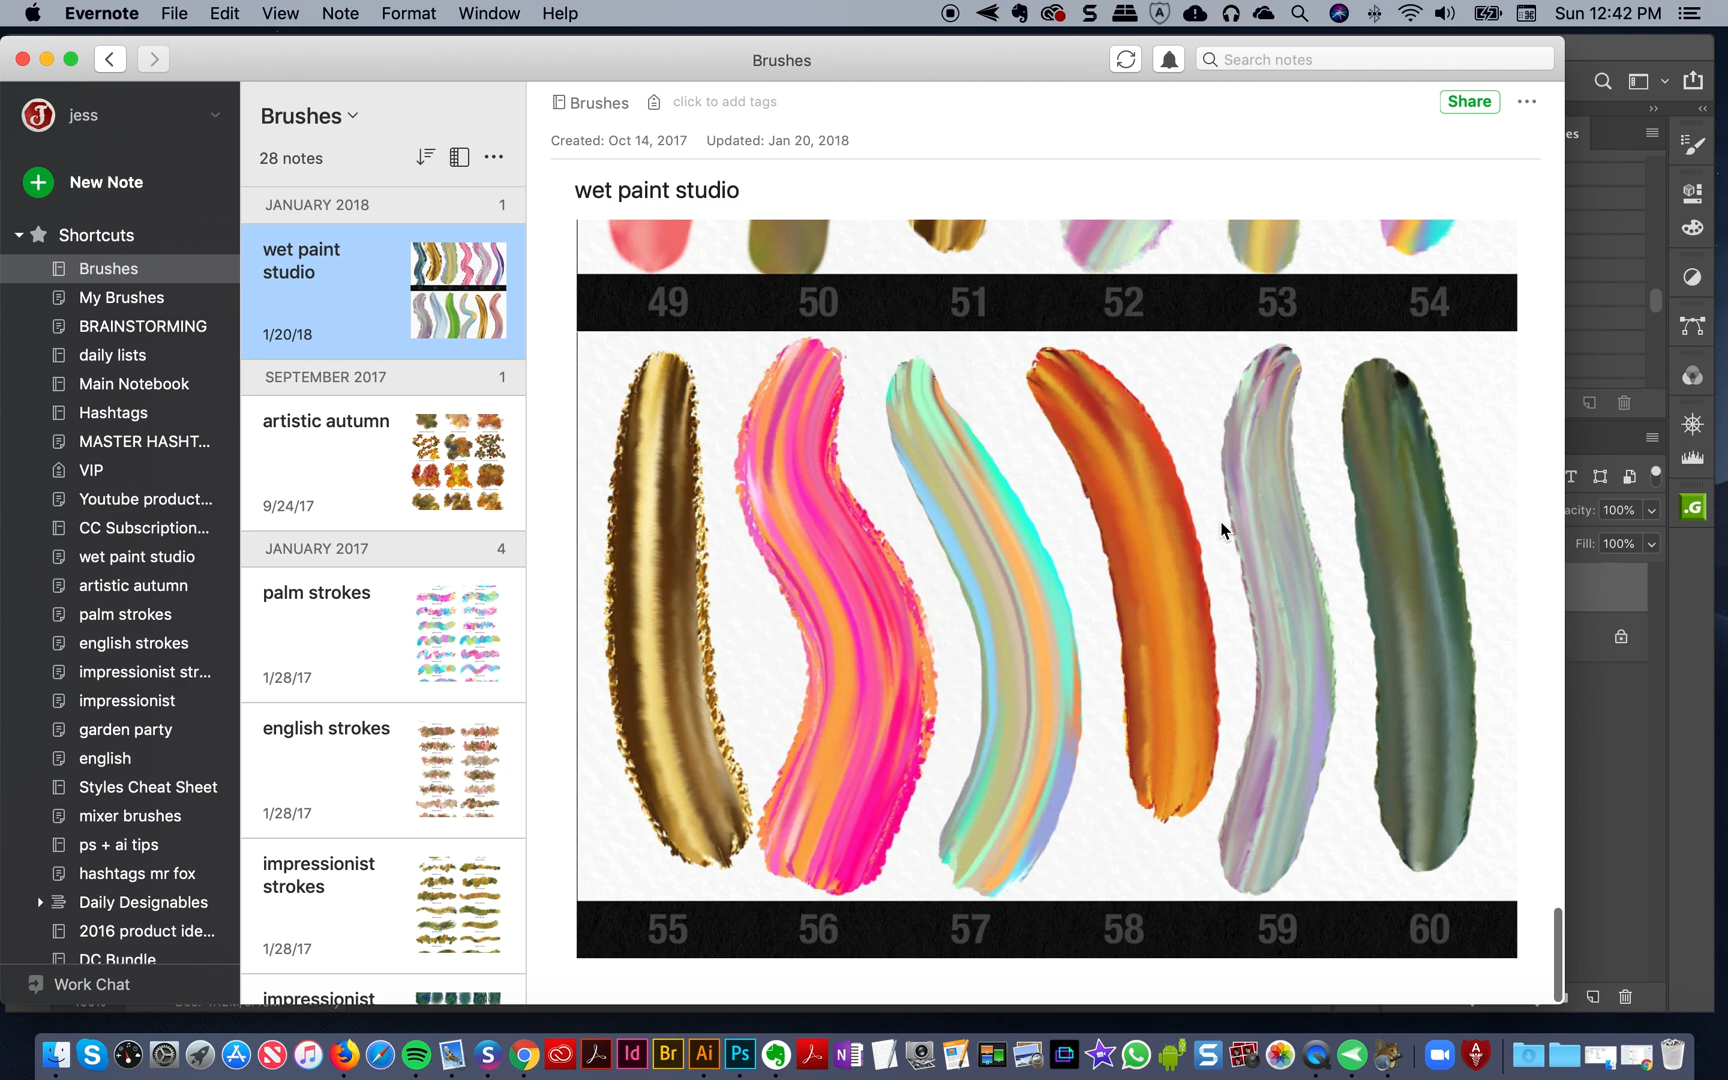 Evernote File Edit View Note Format Window Help Sun 12:42 PM
Brushes
Search notes
jess
New Note
Shortcuts
Brushes
My Brushes
BRAINSTORMING
daily lists
Main Notebook
Hashtags
MASTER HASHT...
VIP
Youtube product...
CC Subscription...
wet paint studio
artistic autumn
palm strokes
english strokes
impressionist str...
impressionist
garden party
english
Styles Cheat Sheet
mixer brushes
ps + ai tips
hashtags mr fox
Daily Designables
2016 product ide...
DC Bundle
Work Chat
Brushes
28 notes
JANUARY 2018 1
wet paint
studio
1/20/18
SEPTEMBER 2017 1
artistic autumn
9/24/17
JANUARY 2017 4
palm strokes
1/28/17
english strokes
1/28/17
impressionist
strokes
1/28/17
impressionist
Brushes click to add tags
Share
Created: Oct 14, 2017 Updated: Jan 20, 2018
wet paint studio
49 50 51 52 53 54
55 56 57 58 59 60
es
acity: 100%
Fill: 100%
.G
Id Br Ai Ps